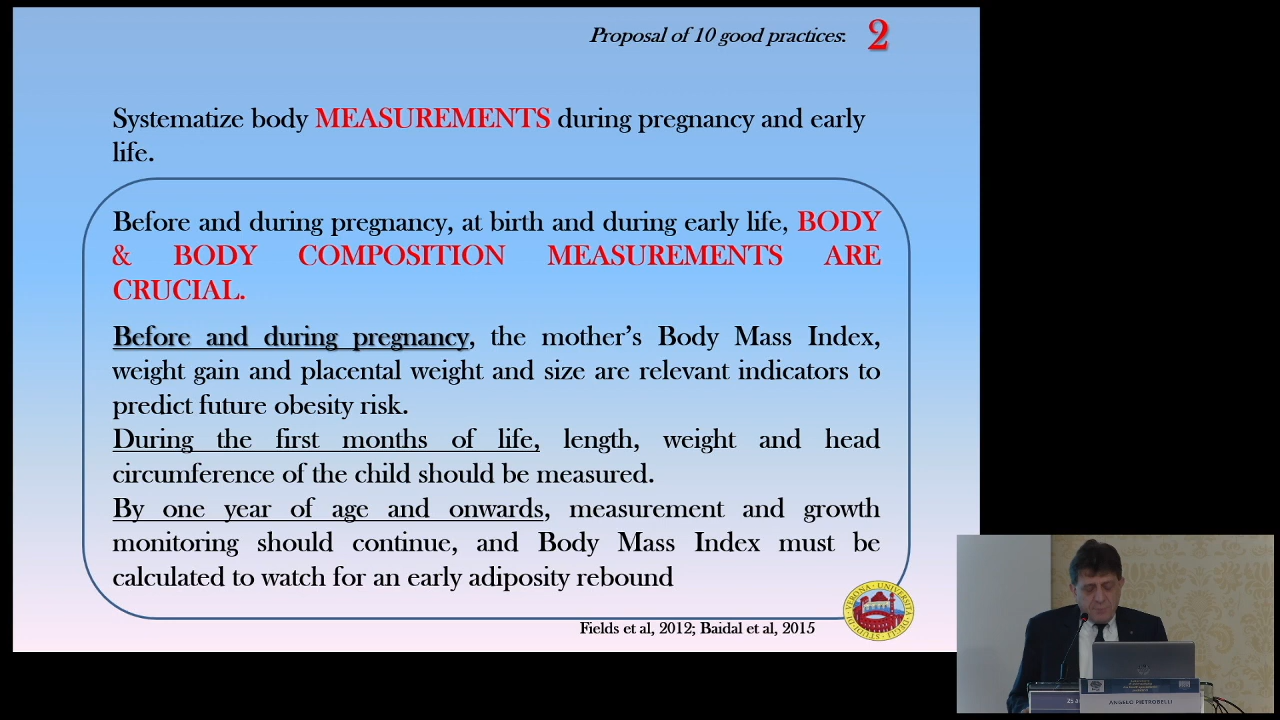 Proposal of 10 good practices: 2
Systematize body MEASUREMENTS during pregnancy and early
life.
Before and during pregnancy, at birth and during early life, BODY
& BODY COMPOSITION MEASUREMENTS ARE
CRUCIAL.
Before and during pregnancy, the mother's Body Mass Index,
weight gain and placental weight and size are relevant indicators to
predict future obesity risk.
During the first months of life, length, weight and head
circumference of the child should be measured.
By one year of age and onwards, measurement and growth
monitoring should continue, and Body Mass Index must be
calculated to watch for an early adiposity rebound
Fields et al, 2012; Baidal et al, 2015
ANGELO PIETROBELLI